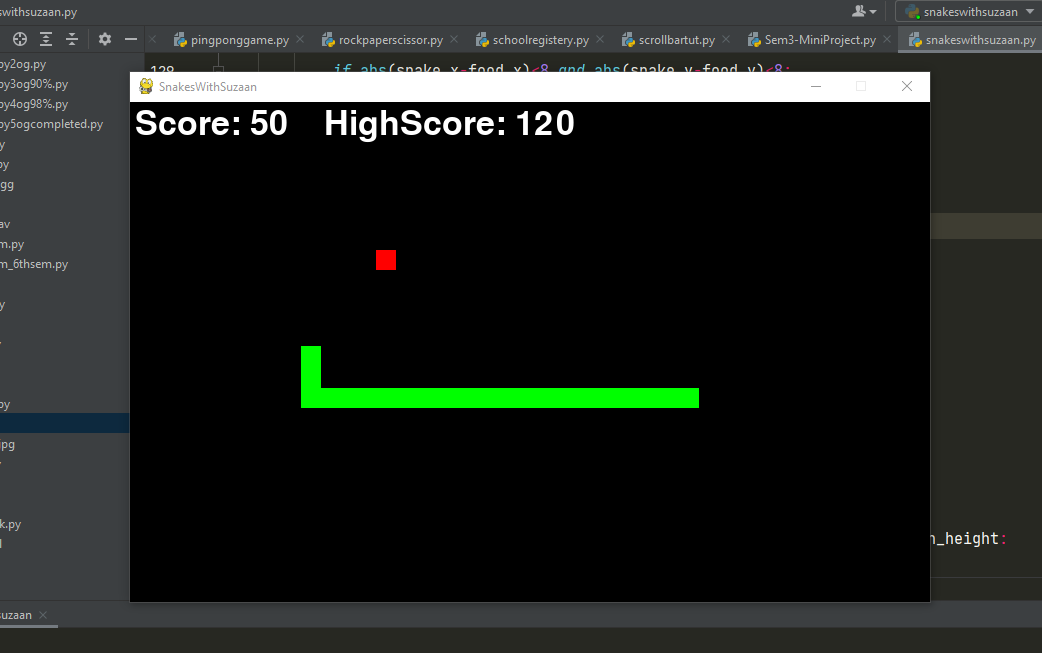 swithsuzaan.py
snakeswithsuzaan
pingponggame.py
rockpaperscissor.py
schoolregistery.py
scrollbartut.py
Sem3-MiniProject.py
snakeswithsuzaan.py
py2og.py
py3og90%.py
py4og98%.py
py5ogcompleted.py
y
py
gg
av
m.py
m_6thsem.py
y
py
jpg
k.py
128
if abs(snake_x-food_x)<8 and abs(snake_y-food_y)<8:
SnakesWithSuzaan
Score: 50 HighScore: 120
n_height:
suzaan